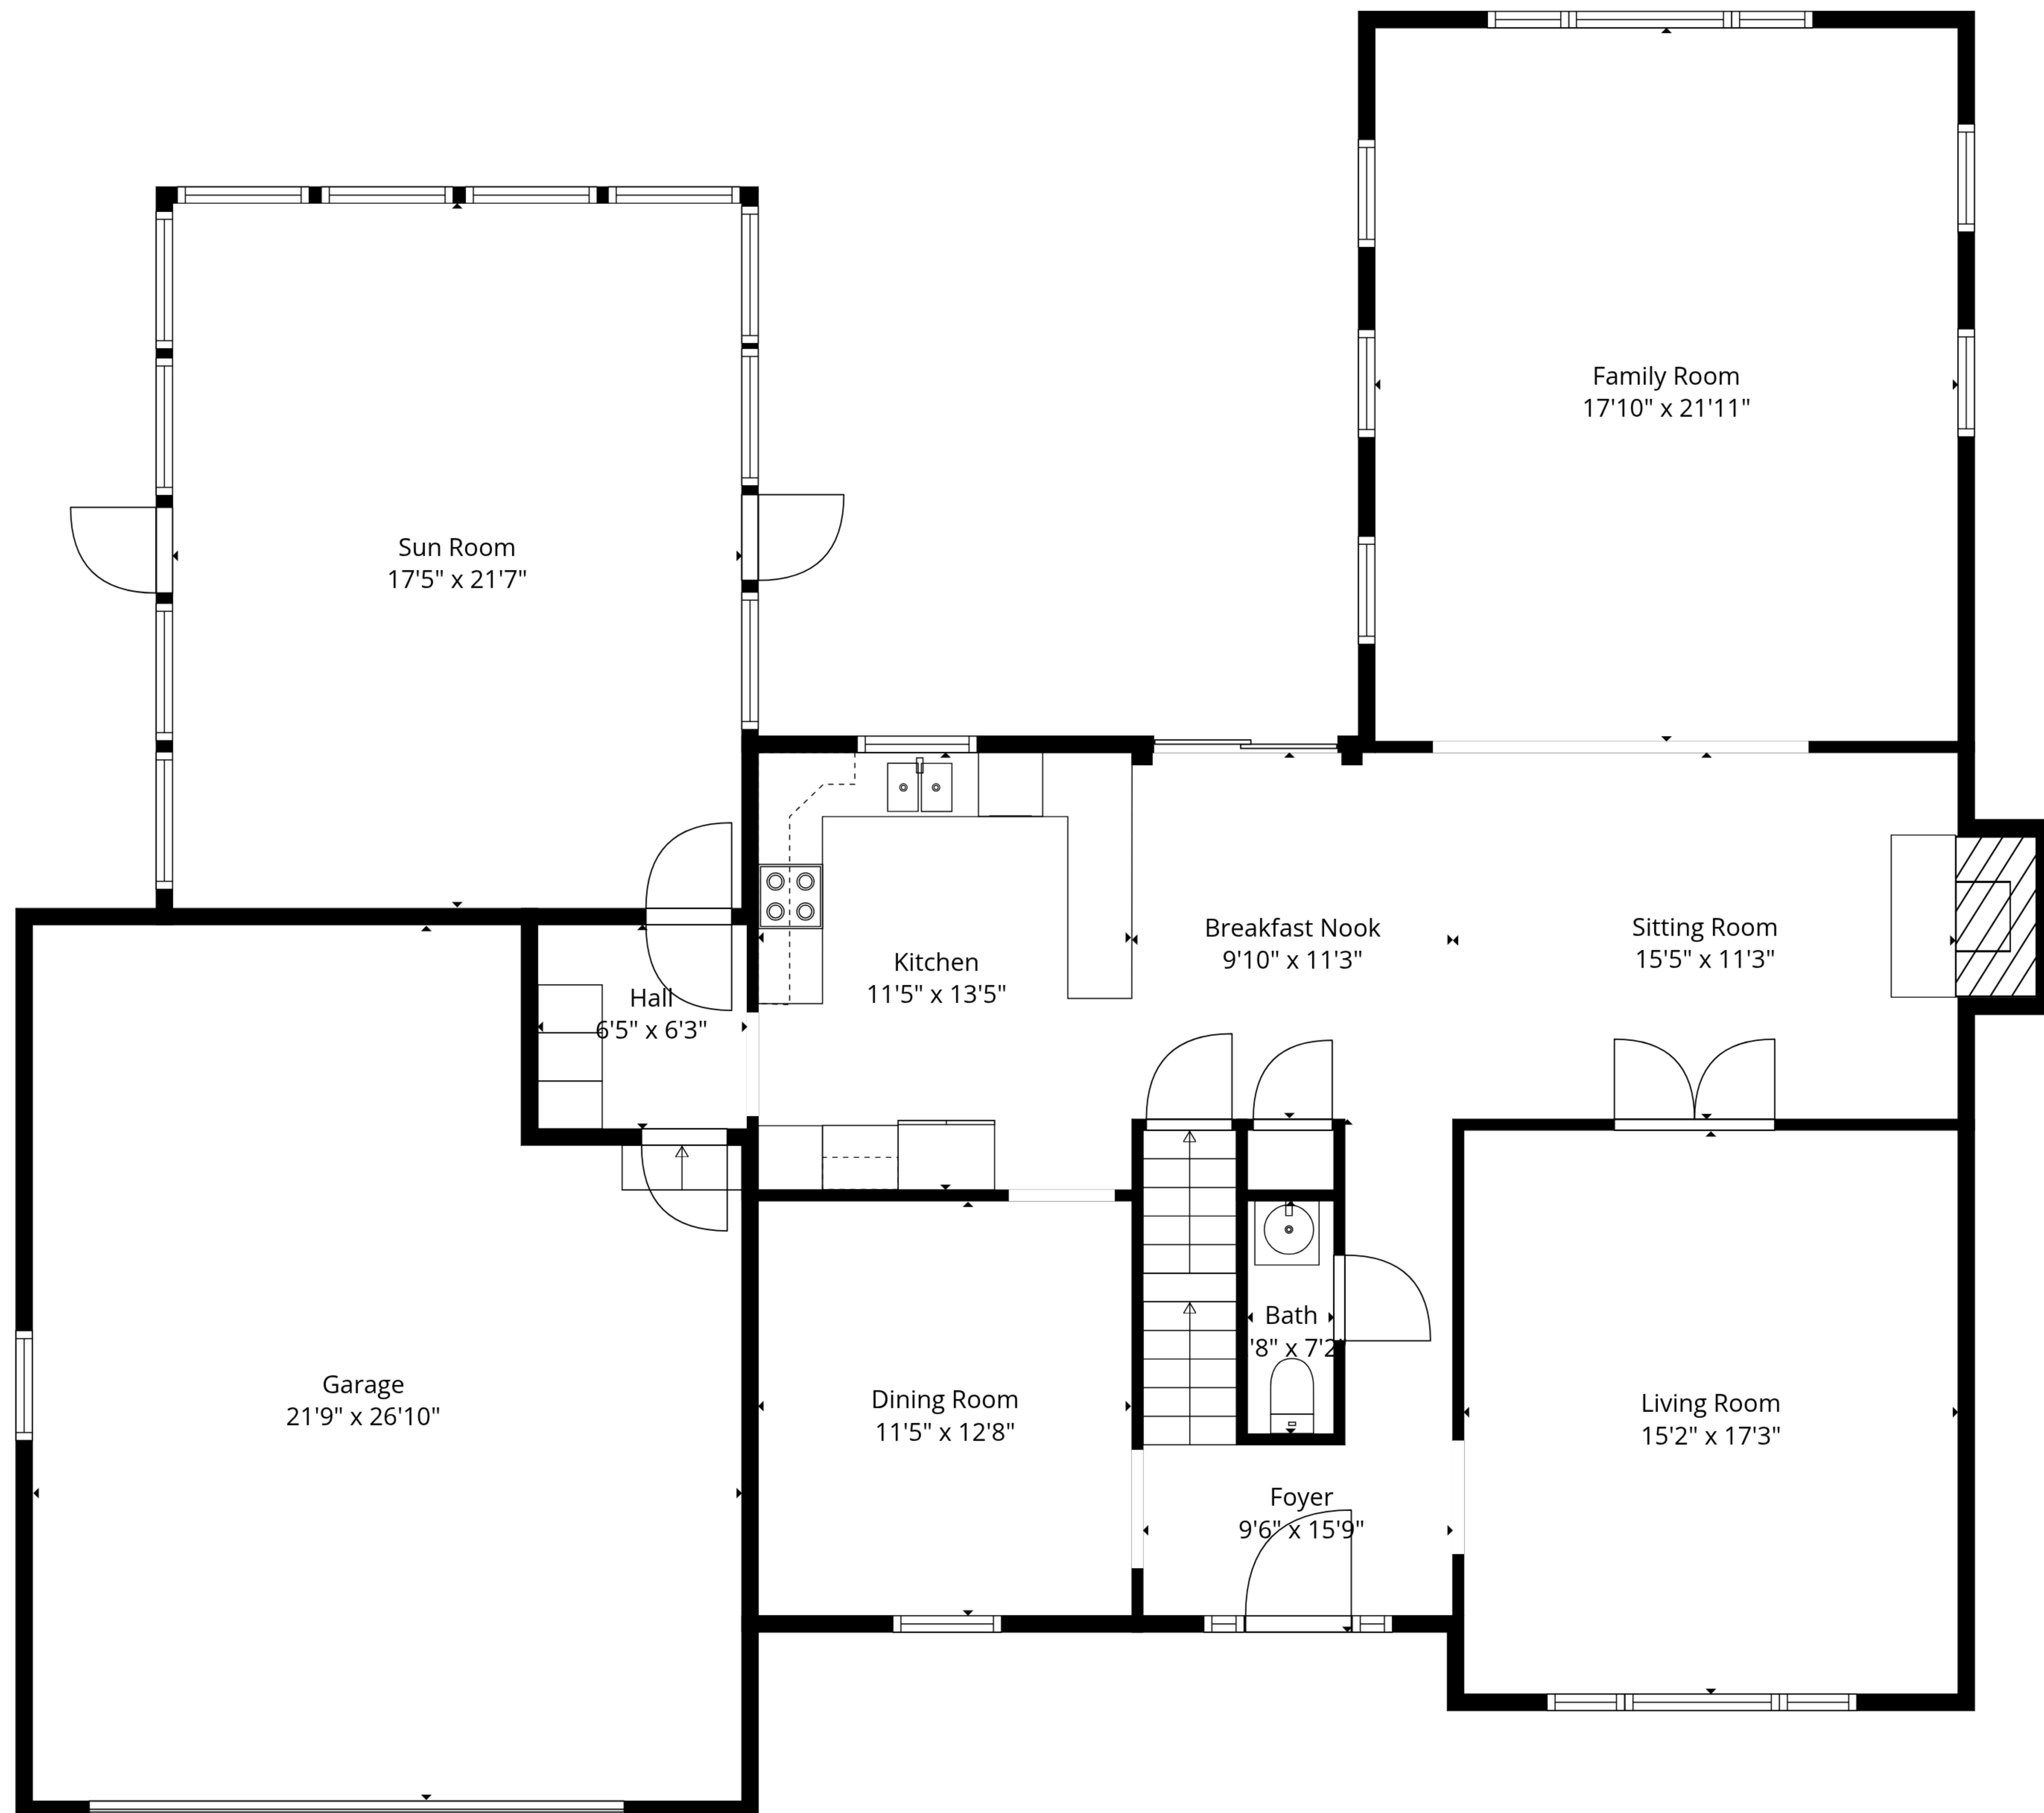 Family Room
17'10" x 21'11"
Sun Room
17'5" x 21'7"
Breakfast Nook
9'10" x 11'3"
Sitting Room
15'5" x 11'3"
Kitchen
11'5" x 13'5"
Hall
6'5" x 6'3"
Bath
'8" x 7'2"
Garage
21'9" x 26'10"
Dining Room
11'5" x 12'8"
Living Room
15'2" x 17'3"
Foyer
9'6" x 15'9"